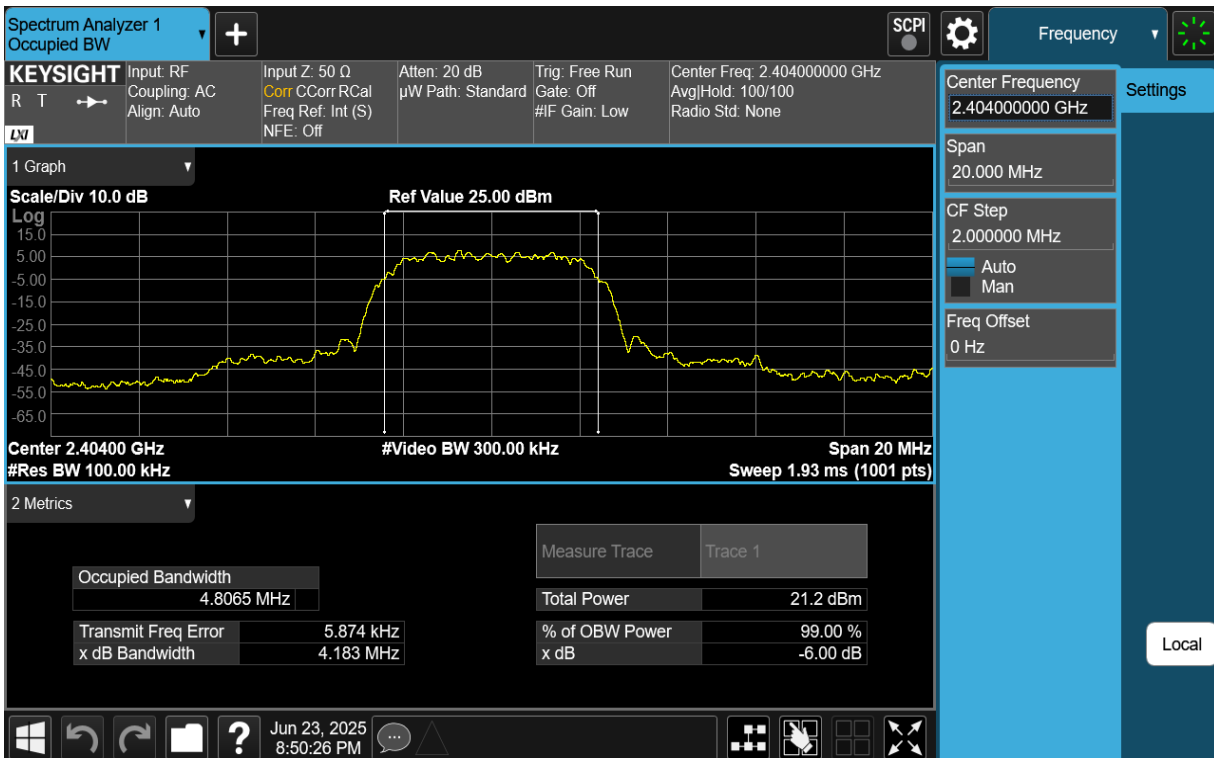 Spectrum Analyzer 1
Occupied BW
+
SCPI
Frequency
KEYSIGHT
R T
LXI
Input: RF
Coupling: AC
Align: Auto
Input Z: 50 Ω
Corr CCorr RCal
Freq Ref: Int (S)
NFE: Off
Atten: 20 dB
µW Path: Standard
Trig: Free Run
Gate: Off
#IF Gain: Low
Center Freq: 2.404000000 GHz
Avg|Hold: 100/100
Radio Std: None
Center Frequency
2.404000000 GHz
Settings
Span
20.000 MHz
CF Step
2.000000 MHz
Auto
Man
Freq Offset
0 Hz
Local
1 Graph
Scale/Div 10.0 dB
Ref Value 25.00 dBm
Log
15.0
5.00
-5.00
-15.0
-25.0
-35.0
-45.0
-55.0
-65.0
Center 2.40400 GHz
#Video BW 300.00 kHz
Span 20 MHz
#Res BW 100.00 kHz
Sweep 1.93 ms (1001 pts)
2 Metrics
Measure Trace
Trace 1
Occupied Bandwidth
4.8065 MHz
Total Power
21.2 dBm
Transmit Freq Error
5.874 kHz
% of OBW Power
99.00 %
x dB Bandwidth
4.183 MHz
x dB
-6.00 dB
?
Jun 23, 2025
8:50:26 PM